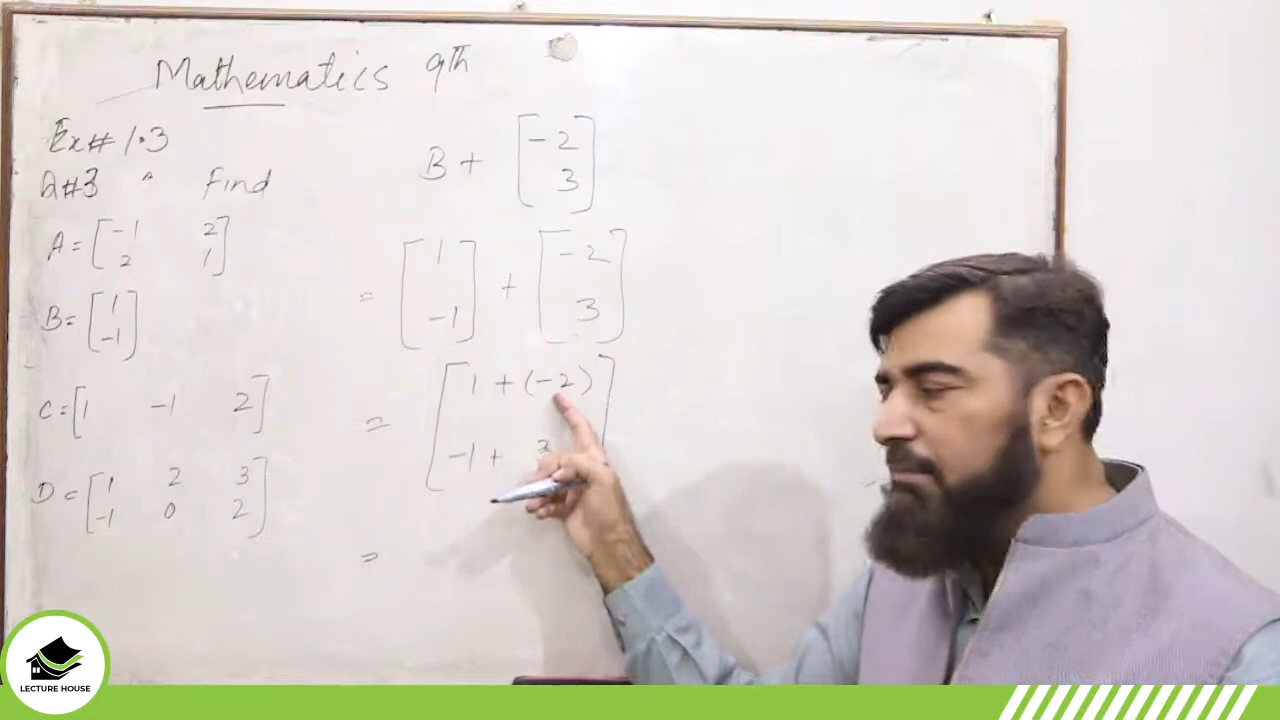 Mathematics 9th
Ex# 1.3
Q#3 " Find
A = [-1 2
2 1]
B = [1
-1]
C = [1 -1 2]
D = [1 2 3
-1 0 2]
B + [-2
3]
= [1
-1] + [-2
3]
= [1 + (-2)
-1 + 3]
=
LECTURE HOUSE